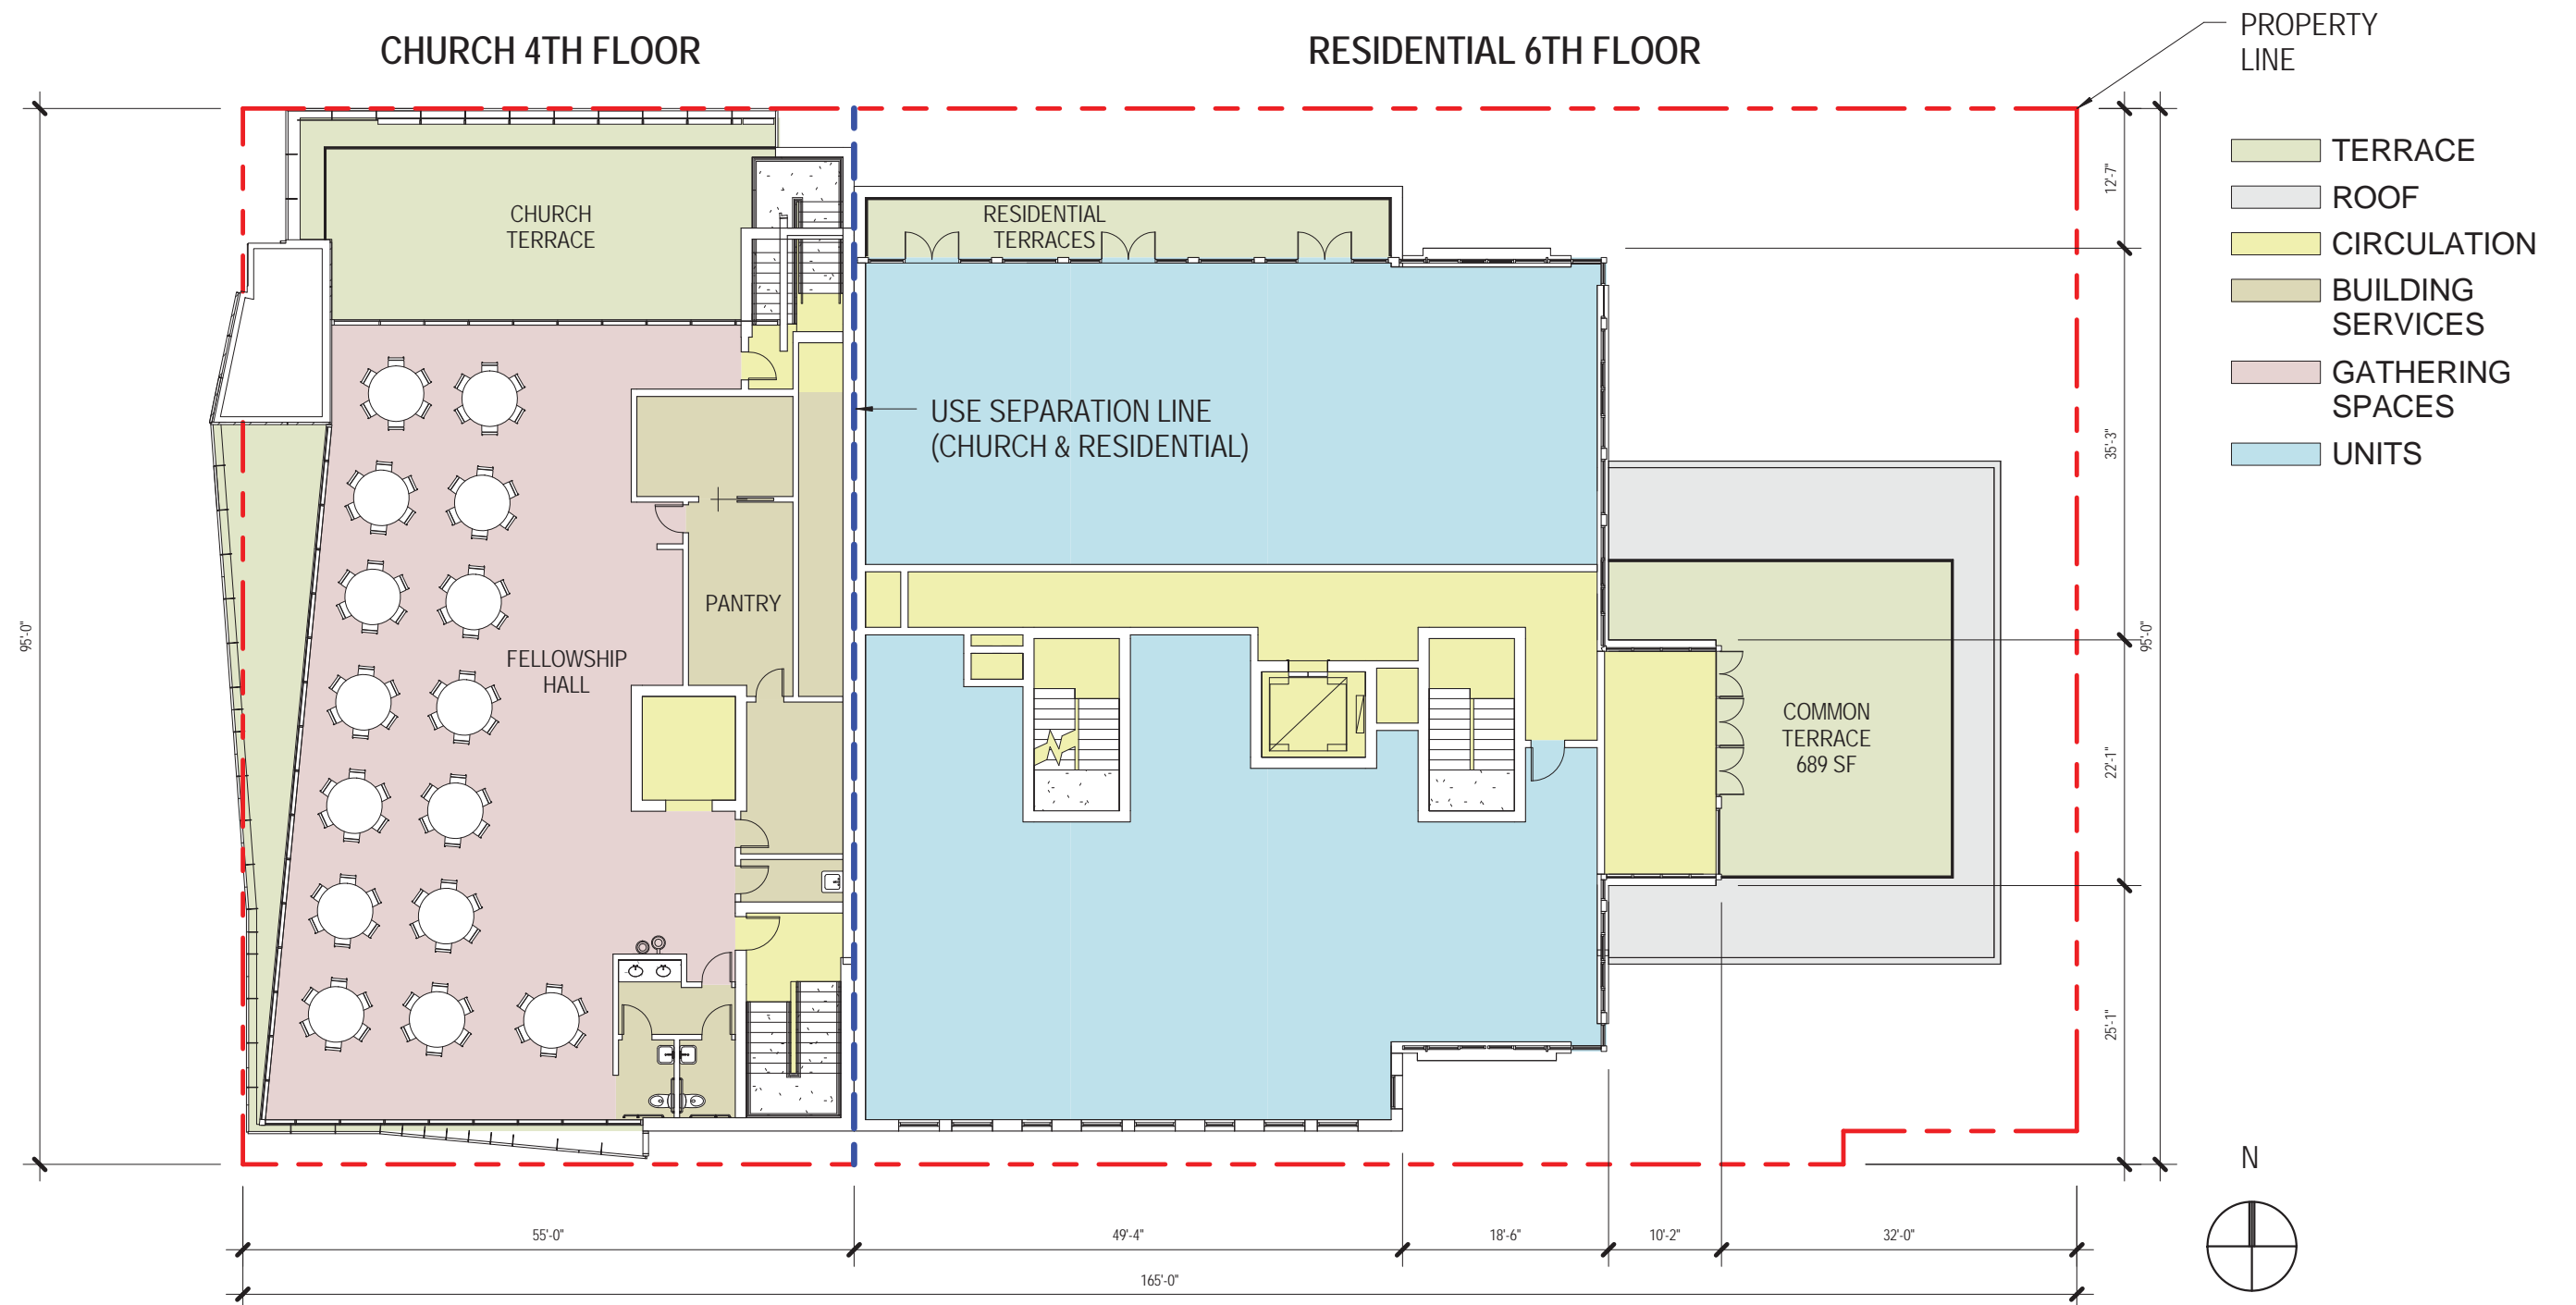 CHURCH 4TH FLOOR
RESIDENTIAL 6TH FLOOR
PROPERTY
LINE
TERRACE
ROOF
CIRCULATION
BUILDING
SERVICES
GATHERING
SPACES
UNITS
CHURCH
TERRACE
RESIDENTIAL
TERRACES
USE SEPARATION LINE
(CHURCH & RESIDENTIAL)
PANTRY
FELLOWSHIP
HALL
COMMON
TERRACE
689 SF
95'-0"
12'-7"
35'-3"
95'-0"
22'-1"
25'-1"
N
55'-0"
49'-4"
18'-6"
10'-2"
32'-0"
165'-0"